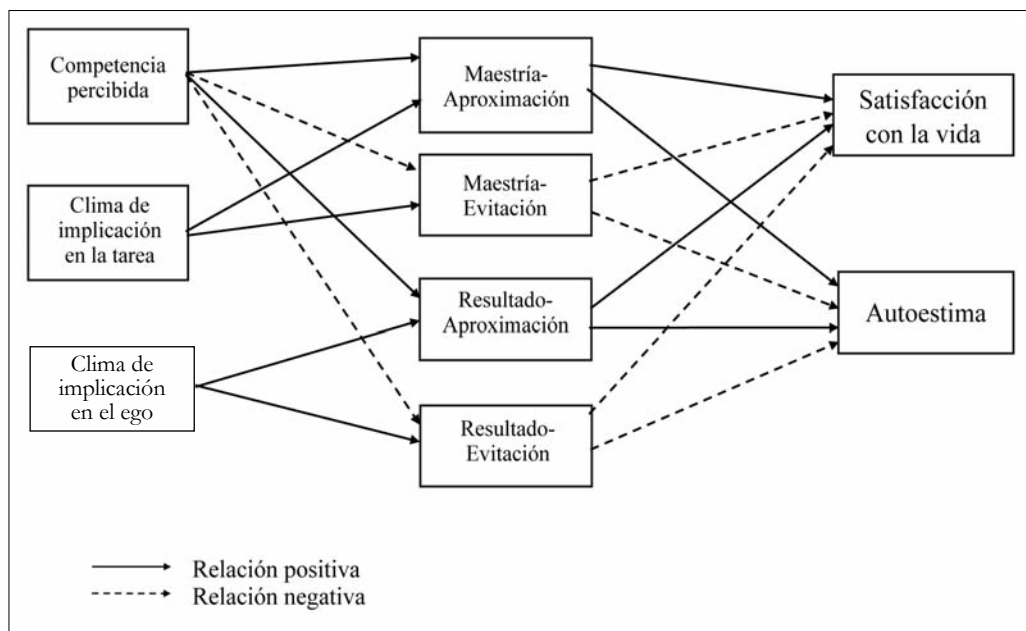 Competencia
percibida
Clima de
implicación
en la tarea
Clima de
implicación
en el ego
Maestría-
Aproximación
Maestría-
Evitación
Resultado-
Aproximación
Resultado-
Evitación
Satisfacción
con la vida
Autoestima
Relación positiva
Relación negativa